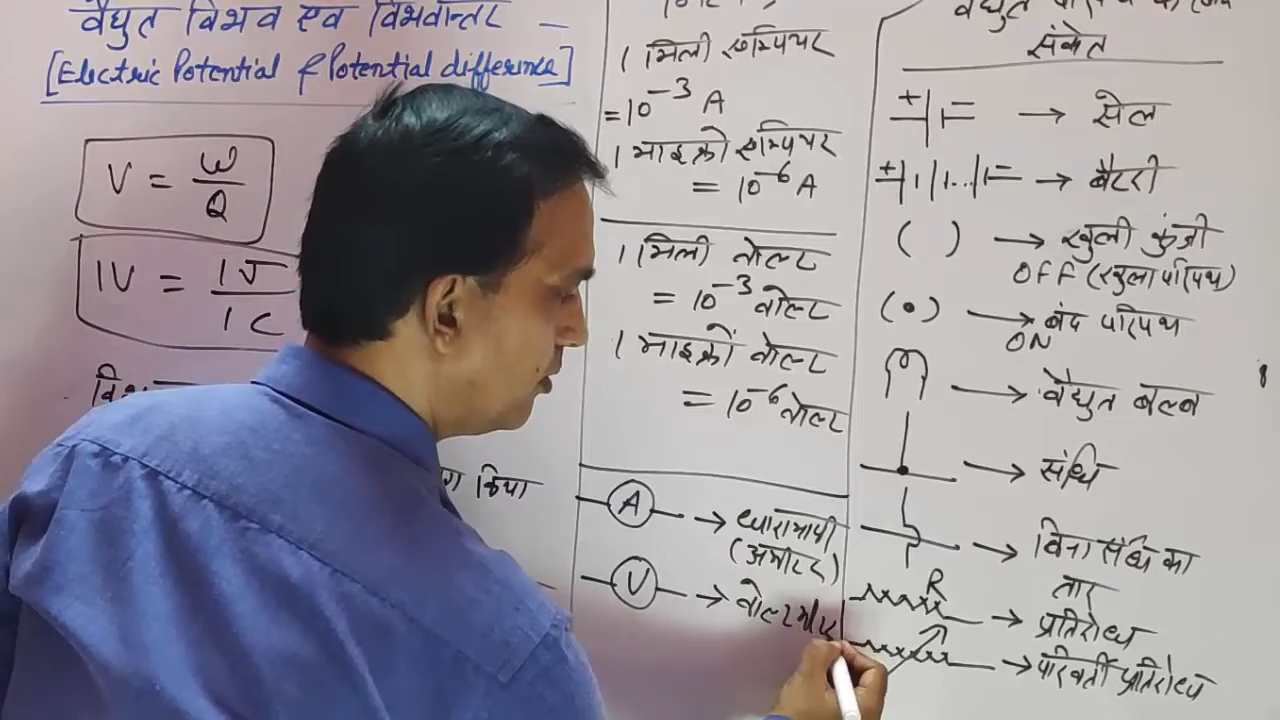 वैद्युत विभव एवं विभवान्तर –
[Electric Potential & Potential difference]
V = W/Q
1V = 1J/1C
ग किया
1 मिली एम्पियर
= 10⁻³ A
1 माइक्रो एम्पियर
= 10⁻⁶ A
1 मिली वोल्ट
= 10⁻³ वोल्ट
1 माइक्रों वोल्ट
= 10⁻⁶ वोल्ट
A → धारामापी
(अमीटर)
V → वोल्टमीटर
वैद्युत
संकेत
+ – → सेल
+ ... – → बैटरी
( ) → खुली कुंजी
OFF (खुला परिपथ)
(•) → बंद परिपथ
ON
→ वैद्युत बल्ब
→ संधि
→ विना संधि का
तार
R → प्रतिरोध
→ परिवर्ती प्रतिरोध